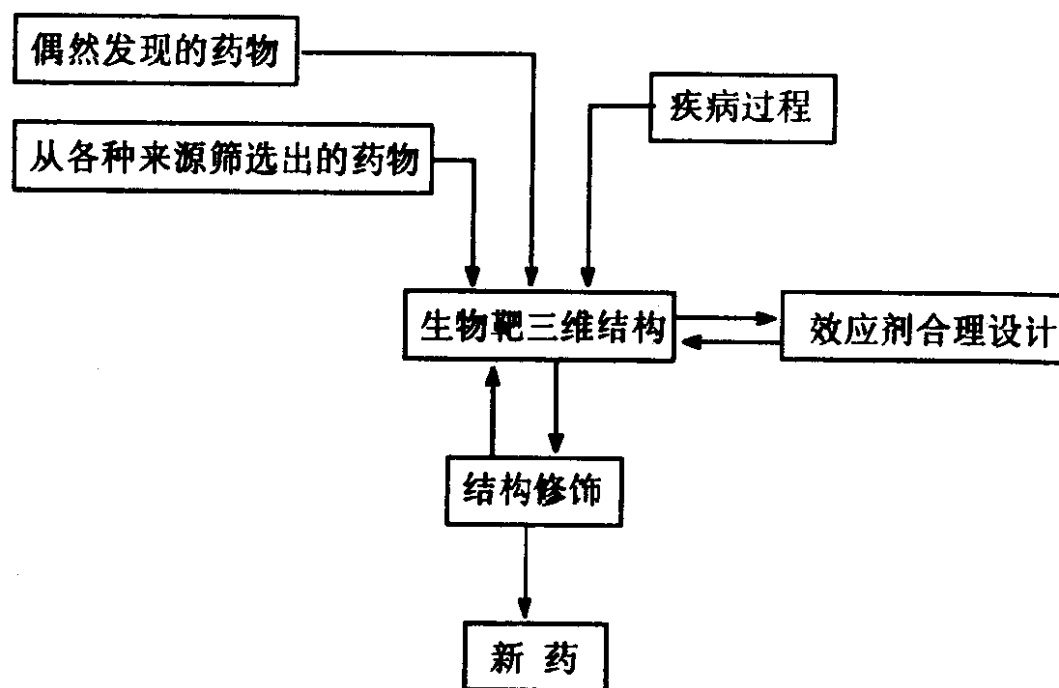 偶然发现的药物
疾病过程
从各种来源筛选出的药物
生物靶三维结构
效应剂合理设计
结构修饰
新药